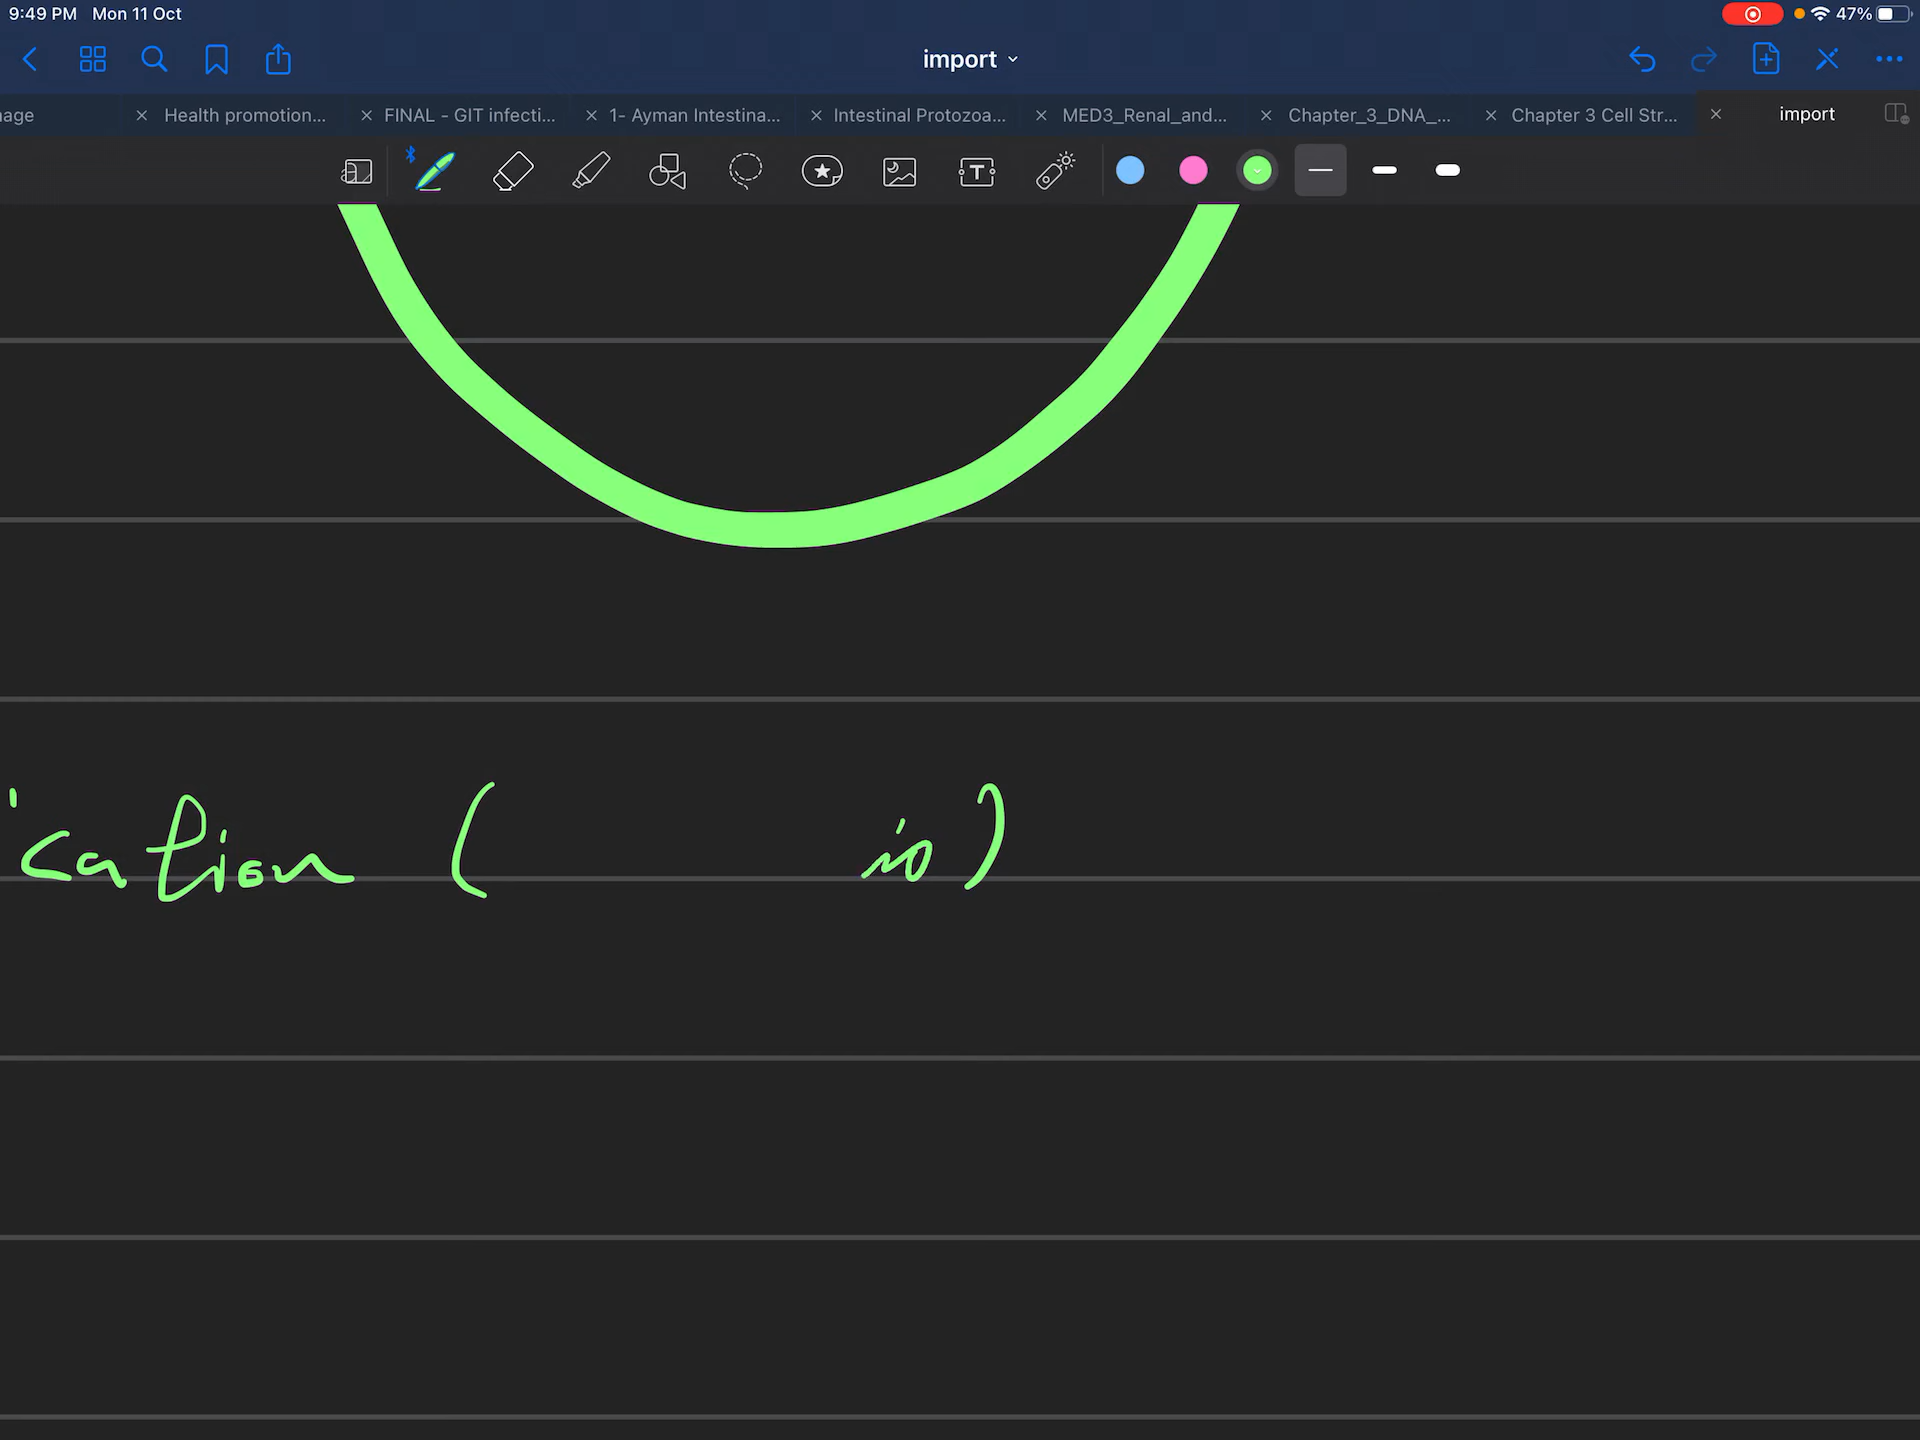 9:49 PM Mon 11 Oct 47%
import
nage Health promotion... FINAL - GIT infecti... 1- Ayman Intestina... Intestinal Protozoa... MED3_Renal_and... Chapter_3_DNA_... Chapter 3 Cell Str... import
cation ( io)